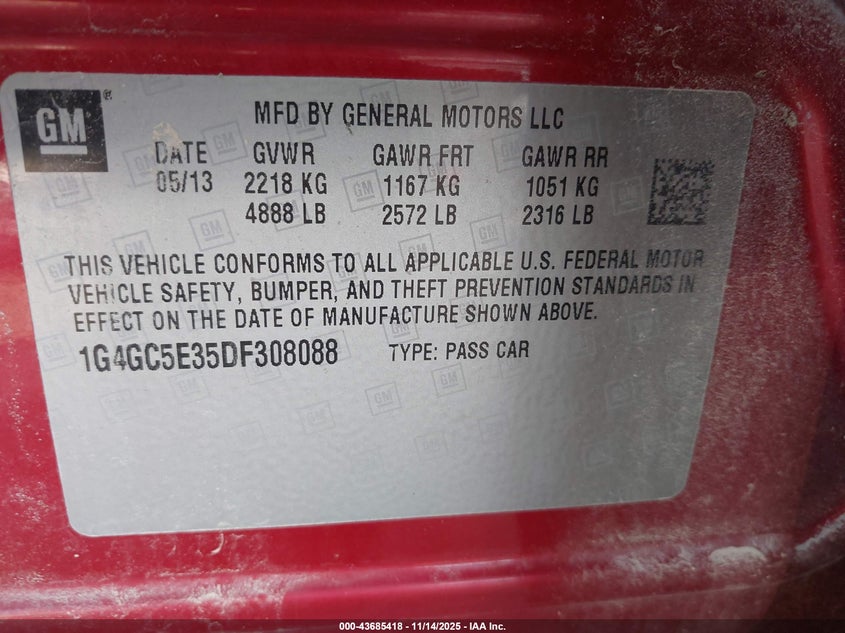 GM ®
MFD BY GENERAL MOTORS LLC
DATE GVWR GAWR FRT GAWR RR
05/13 2218 KG 1167 KG 1051 KG
4888 LB 2572 LB 2316 LB
THIS VEHICLE CONFORMS TO ALL APPLICABLE U.S. FEDERAL MOTOR
VEHICLE SAFETY, BUMPER, AND THEFT PREVENTION STANDARDS IN
EFFECT ON THE DATE OF MANUFACTURE SHOWN ABOVE.
1G4GC5E35DF308088 TYPE: PASS CAR
000-43685418 - 11/14/2025 - IAA Inc.